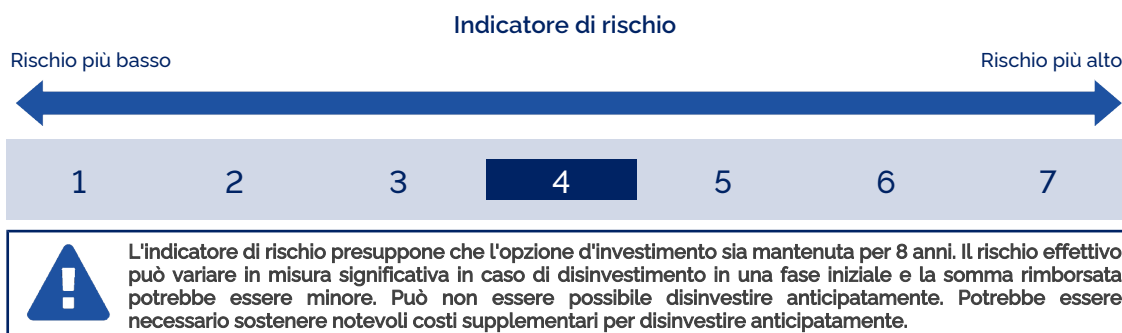 Indicatore di rischio
Rischio più basso
Rischio più alto
1 2 3 4 5 6 7
L'indicatore di rischio presuppone che l'opzione d'investimento sia mantenuta per 8 anni. Il rischio effettivo
può variare in misura significativa in caso di disinvestimento in una fase iniziale e la somma rimborsata
potrebbe essere minore. Può non essere possibile disinvestire anticipatamente. Potrebbe essere
necessario sostenere notevoli costi supplementari per disinvestire anticipatamente.